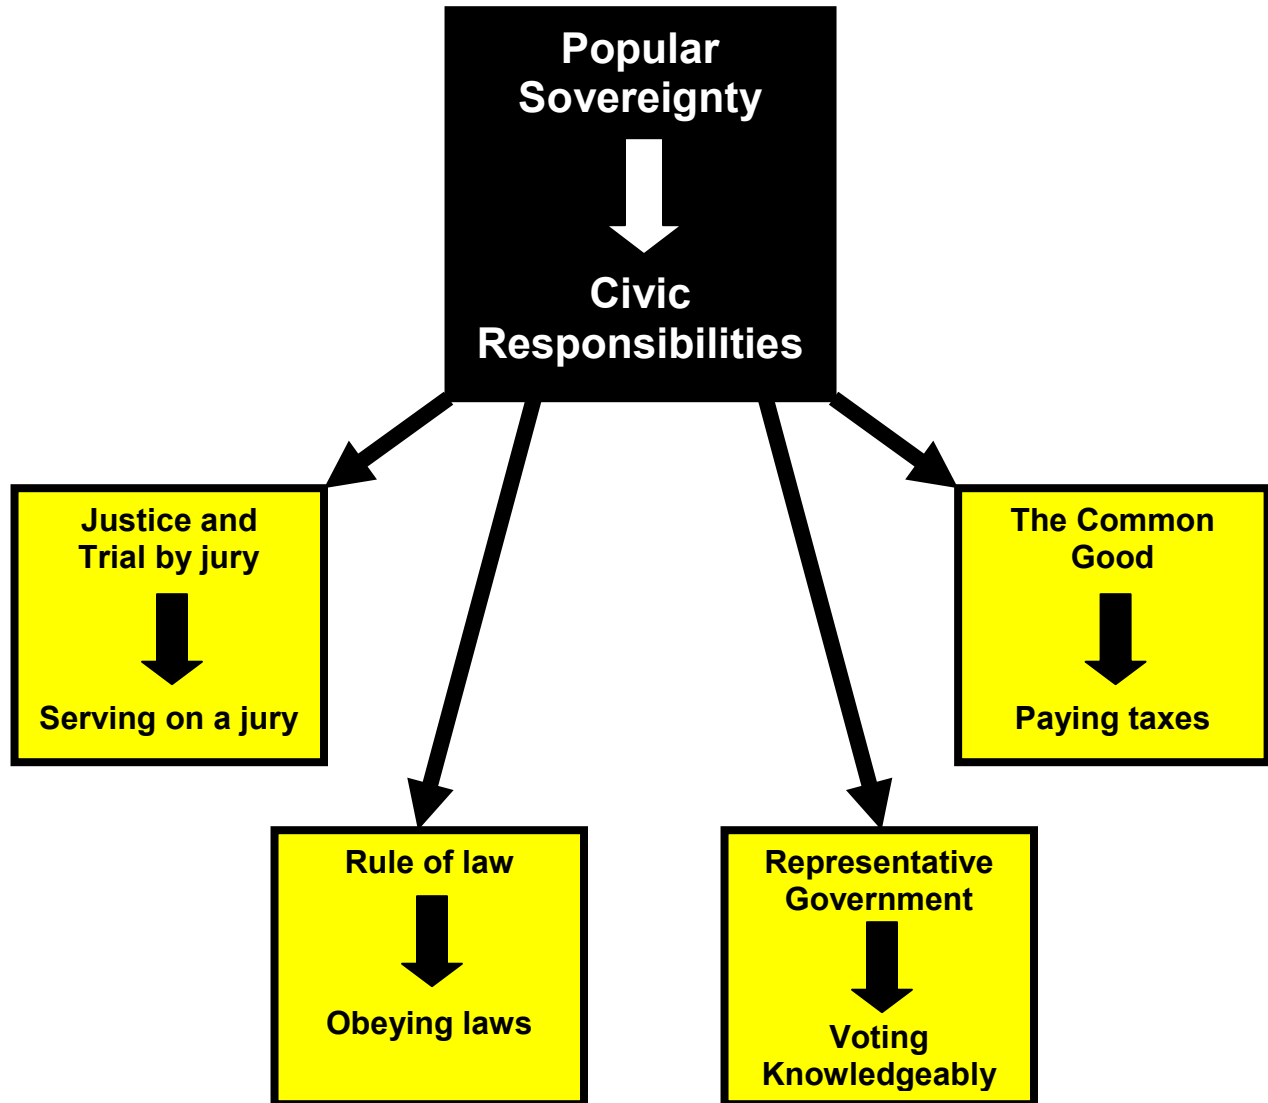 Popular
Sovereignty
Civic
Responsibilities
Justice and
Trial by jury
Serving on a jury
The Common
Good
Paying taxes
Rule of law
Obeying laws
Representative
Government
Voting
Knowledgeably